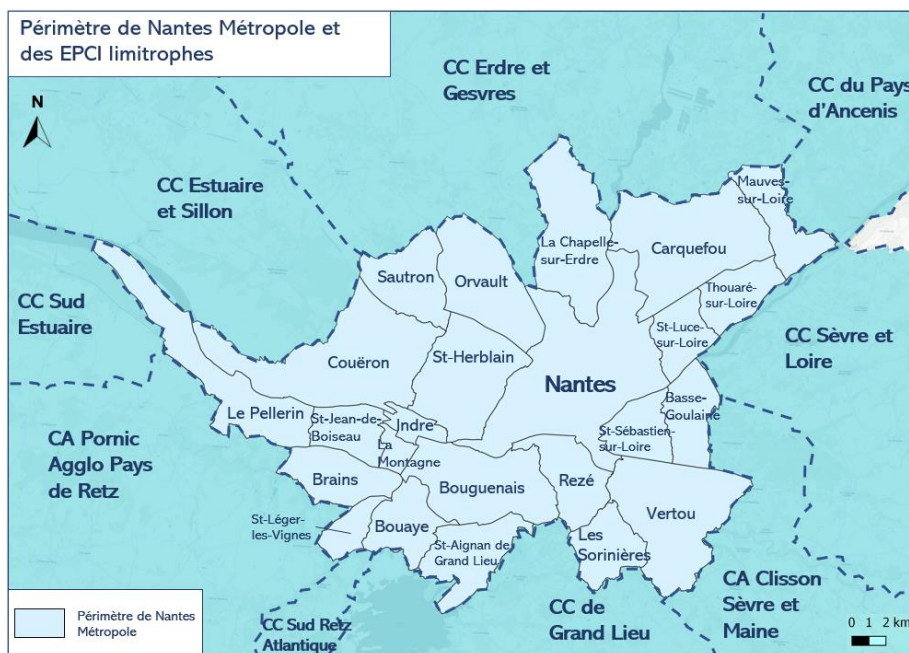 Périmètre de Nantes Métropole et
des EPCI limitrophes
N
CC Erdre et
Gesvres
CC du Pays
d'Ancenis
CC Estuaire
et Sillon
Mauves-
sur-Loire
La Chapelle-
sur-Erdre
Carquefou
Sautron
Orvault
Thouaré-
sur-Loire
CC Sud
Estuaire
St-Luce-
sur-Loire
CC Sèvre et
Loire
Couëron
St-Herblain
Nantes
Basse-
Goulaine
Le Pellerin
St-Jean-de-
Boiseau
Indre
St-Sébastien-
sur-Loire
La
Montagne
CA Pornic
Agglo Pays
de Retz
Brains
Bouguenais
Rezé
Vertou
St-Léger-
les-Vignes
Bouaye
St-Aignan de
Grand Lieu
Les
Sorinières
CA Clisson
Sèvre et
Maine
CC de
Grand Lieu
CC Sud Retz
Atlantique
Périmètre de Nantes
Métropole
0 1 2 km